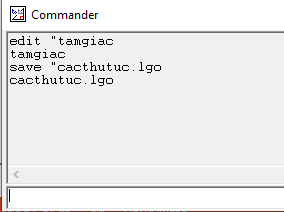 Commander
edit "tamgiac
tamgiac
save "cacthutuc.lgo
cacthutuc.lgo